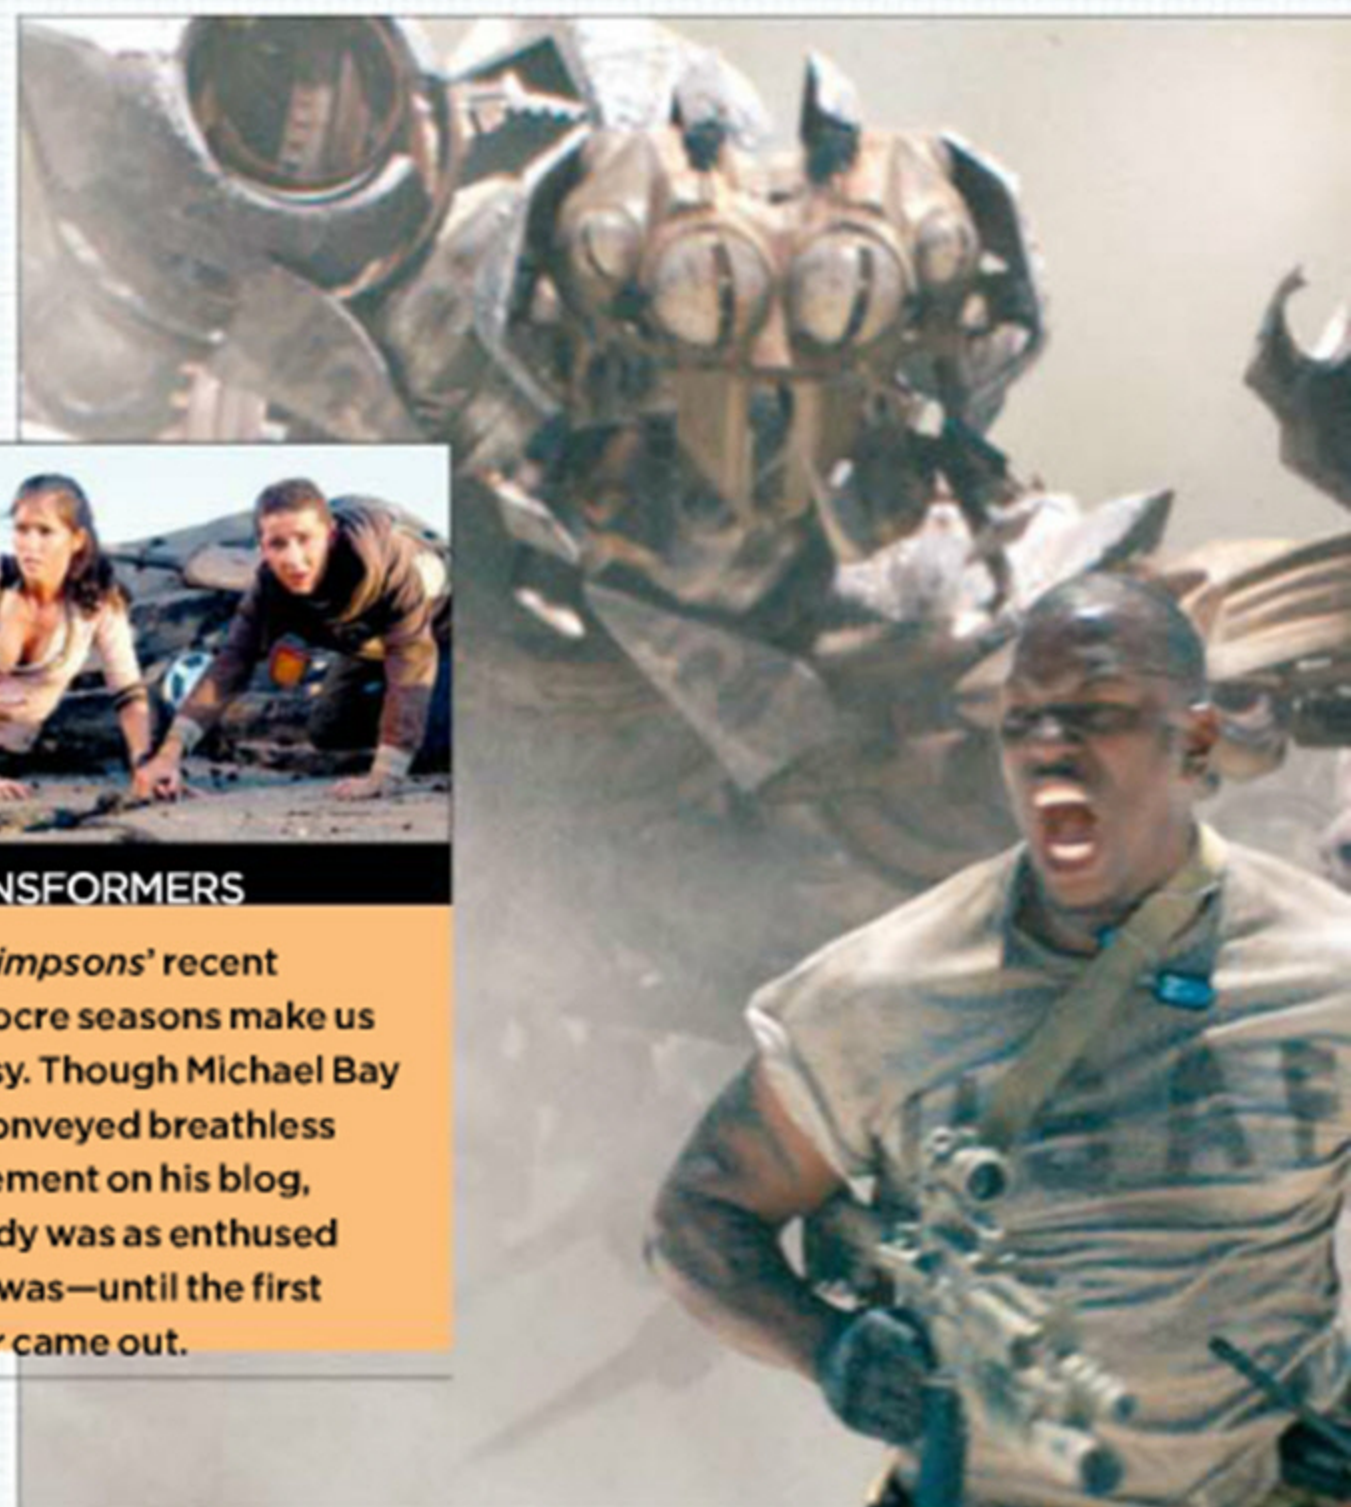 NSFORMERS
impsons' recent
ocre seasons make us
sy. Though Michael Bay
onveyed breathless
ement on his blog,
dy was as enthused
was—until the first
r came out.